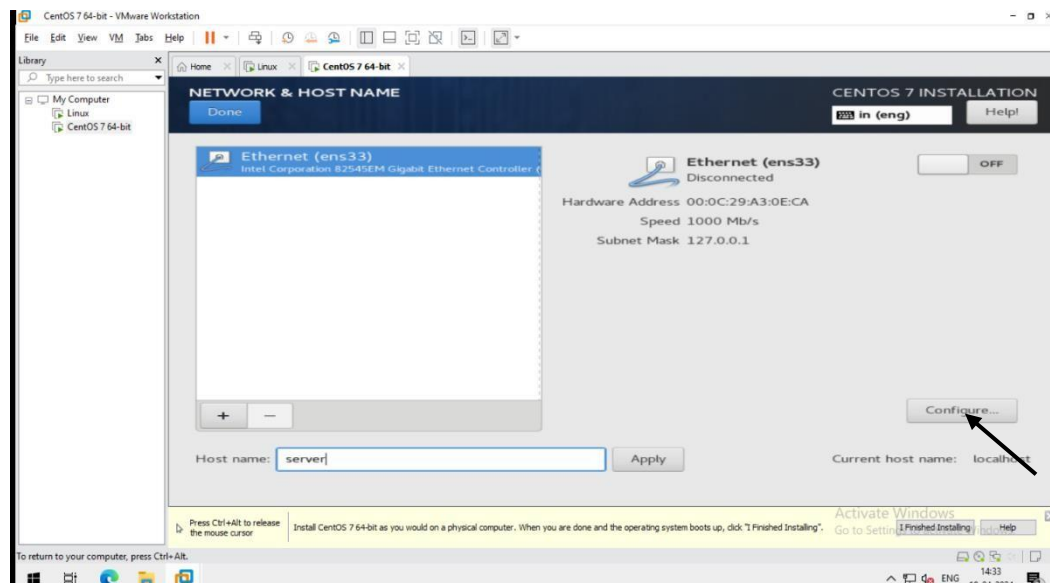 CentOS 7 64-bit - VMware Workstation
File Edit View VM Tabs Help
Library
Type here to search
My Computer
Linux
CentOS 7 64-bit
Home
Linux
CentOS 7 64-bit
NETWORK & HOST NAME
Done
CENTOS 7 INSTALLATION
in (eng)
Help!
Ethernet (ens33)
Intel Corporation 82545EM Gigabit Ethernet Controller (
Ethernet (ens33)
Disconnected
OFF
Hardware Address 00:0C:29:A3:0E:CA
Speed 1000 Mb/s
Subnet Mask 127.0.0.1
+ −
Configure...
Host name: server
Apply
Current host name: localhost
Press Ctrl+Alt to release
the mouse cursor
Install CentOS 7 64-bit as you would on a physical computer. When you are done and the operating system boots up, click "I Finished Installing".
Activate Windows
Go to Settin
I Finished Installing
Help
To return to your computer, press Ctrl+Alt.
ENG
14:33